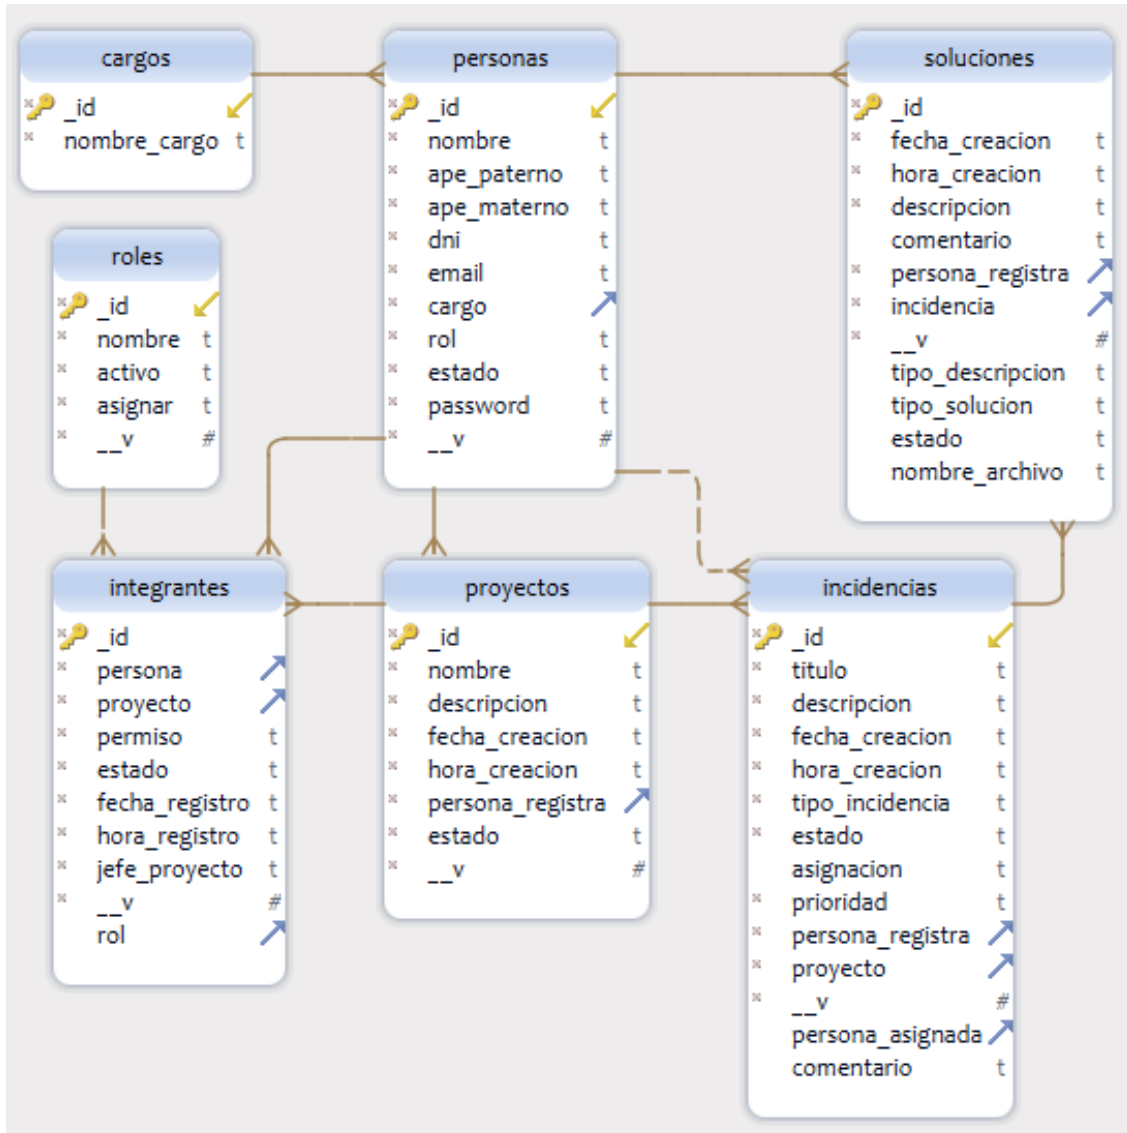 cargos
_id
nombre_cargo t
personas
_id
nombre t
ape_paterno t
ape_materno t
dni t
email t
cargo
rol t
estado t
password t
__v #
soluciones
_id
fecha_creacion t
hora_creacion t
descripcion t
comentario t
persona_registra
incidencia
__v #
tipo_descripcion t
tipo_solucion t
estado t
nombre_archivo t
roles
_id
nombre t
activo t
asignar t
__v #
integrantes
_id
persona
proyecto
permiso t
estado t
fecha_registro t
hora_registro t
jefe_proyecto t
__v #
rol
proyectos
_id
nombre t
descripcion t
fecha_creacion t
hora_creacion t
persona_registra
estado t
__v #
incidencias
_id
titulo t
descripcion t
fecha_creacion t
hora_creacion t
tipo_incidencia t
estado t
asignacion t
prioridad t
persona_registra
proyecto
__v #
persona_asignada
comentario t